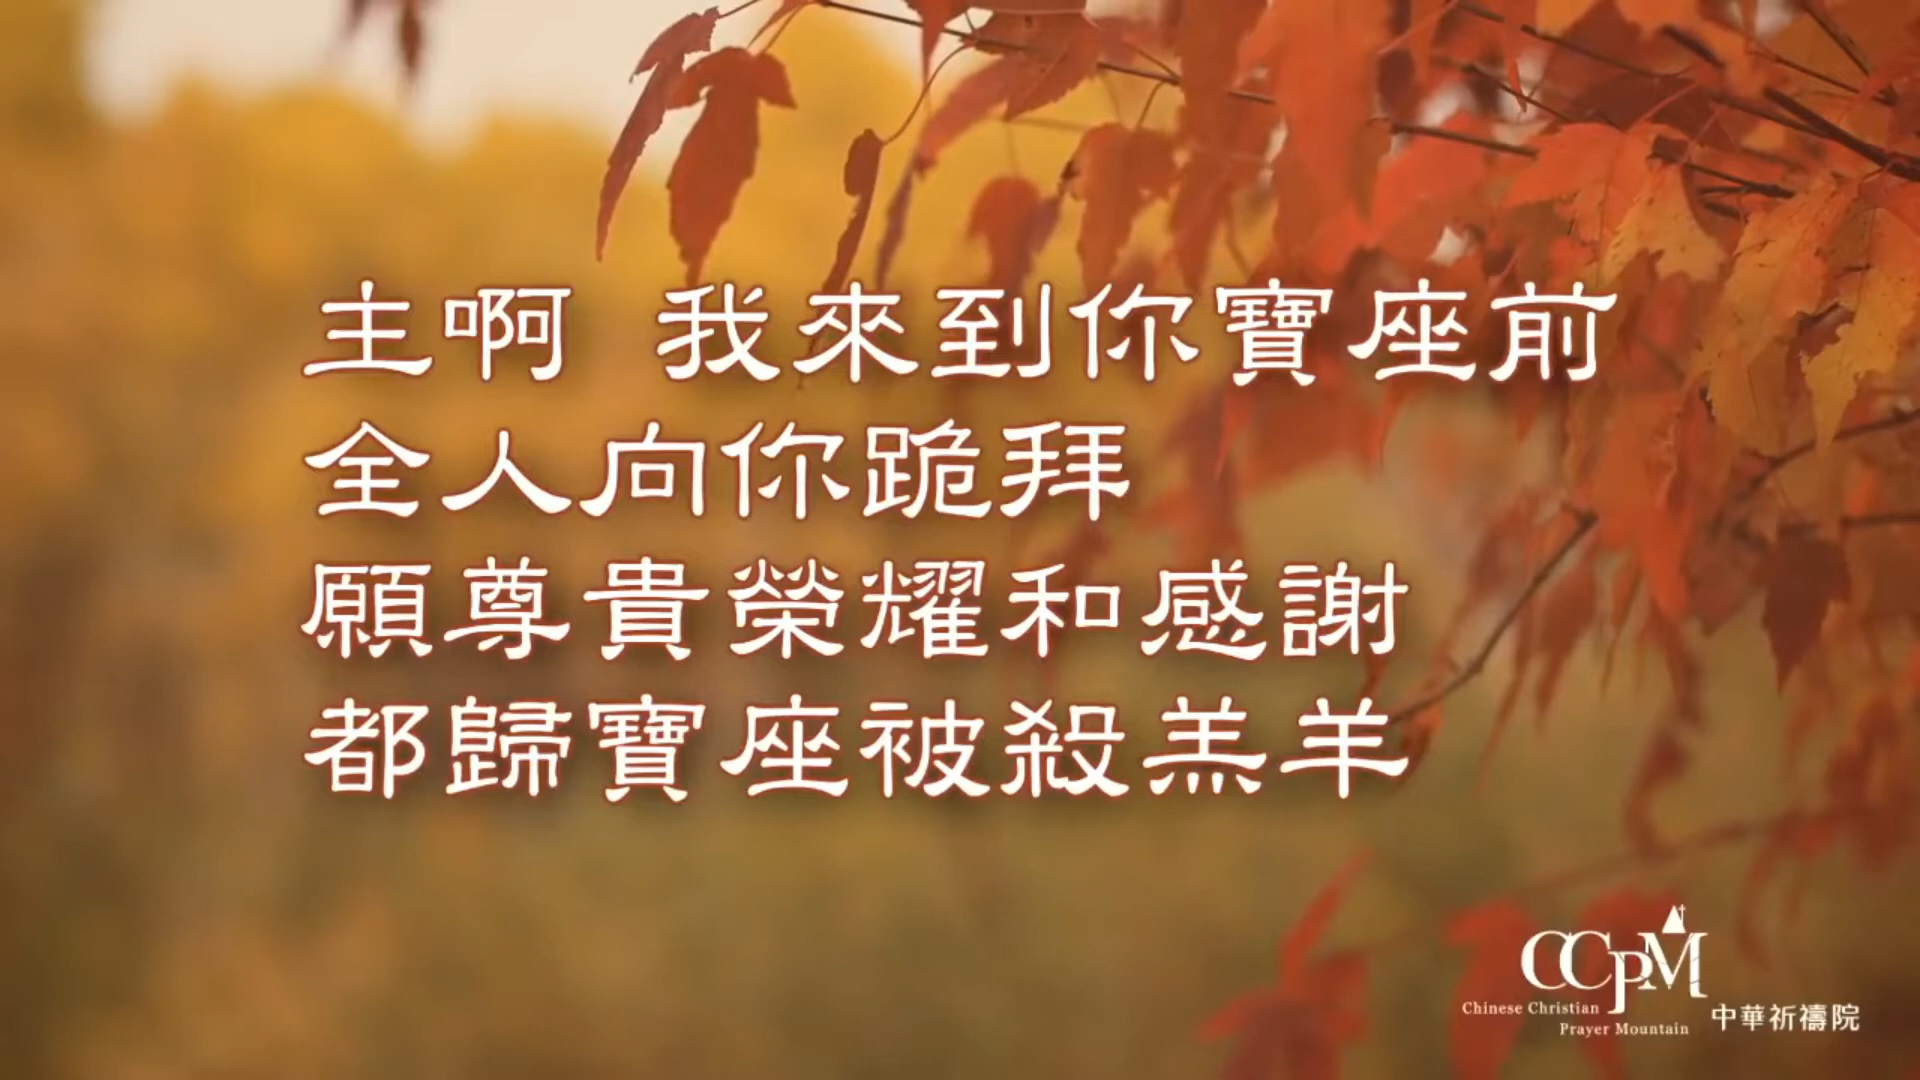 主啊 我來到你寶座前
全人向你跪拜
願尊貴榮耀和感謝
都歸寶座被殺羔羊
CCPM
Chinese Christian
Prayer Mountain
中華祈禱院